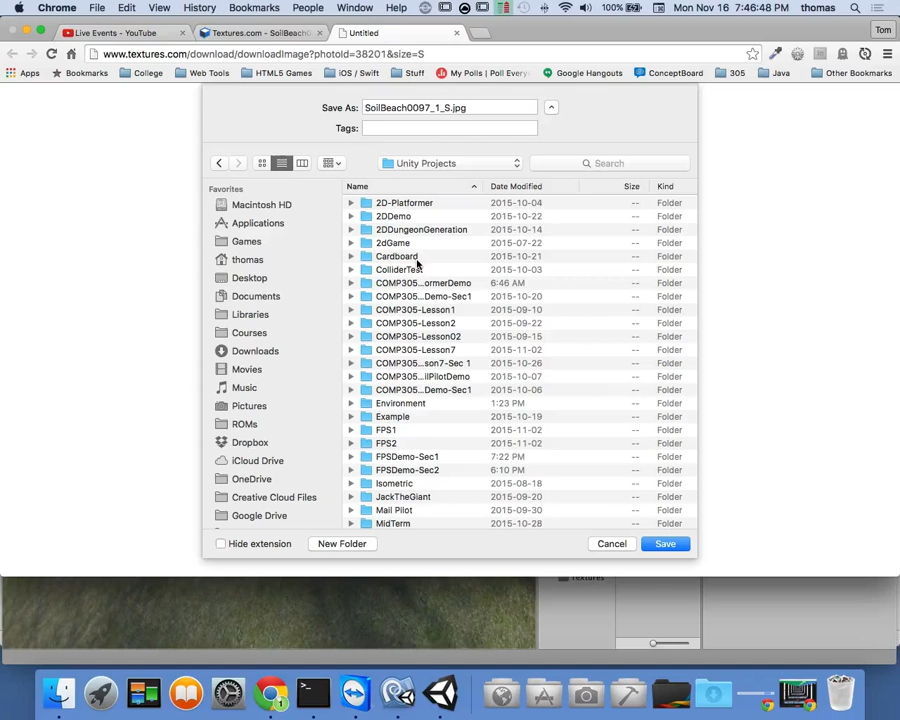 Chrome File Edit View History Bookmarks People Window Help 100% Mon Nov 16 7:46:48 PM thomas
Live Events - YouTube Textures.com - SoilBeach0 Untitled Tom
www.textures.com/download/downloadImage?photoId=38201&size=S
Apps Bookmarks College Web Tools HTML5 Games iOS / Swift Stuff My Polls | Poll Every Google Hangouts ConceptBoard 305 Java Other Bookmarks
Save As: SoilBeach0097_1_S.jpg
Tags:
Unity Projects Search
Favorites
Macintosh HD
Applications
Games
thomas
Desktop
Documents
Libraries
Courses
Downloads
Movies
Music
Pictures
ROMs
Dropbox
iCloud Drive
OneDrive
Creative Cloud Files
Google Drive
Name Date Modified Size Kind
2D-Platformer 2015-10-04 -- Folder
2DDemo 2015-10-22 -- Folder
2DDungeonGeneration 2015-10-14 -- Folder
2dGame 2015-07-22 -- Folder
Cardboard 2015-10-21 -- Folder
ColliderTest 2015-10-03 -- Folder
COMP305...ormerDemo 6:46 AM -- Folder
COMP305...Demo-Sec1 2015-10-20 -- Folder
COMP305-Lesson1 2015-09-10 -- Folder
COMP305-Lesson2 2015-09-22 -- Folder
COMP305-Lesson02 2015-09-15 -- Folder
COMP305-Lesson7 2015-11-02 -- Folder
COMP305...son7-Sec 1 2015-10-26 -- Folder
COMP305...ilPilotDemo 2015-10-07 -- Folder
COMP305...Demo-Sec1 2015-10-06 -- Folder
Environment 1:23 PM -- Folder
Example 2015-10-19 -- Folder
FPS1 2015-11-02 -- Folder
FPS2 2015-11-02 -- Folder
FPSDemo-Sec1 7:22 PM -- Folder
FPSDemo-Sec2 6:10 PM -- Folder
Isometric 2015-08-18 -- Folder
JackTheGiant 2015-09-20 -- Folder
Mail Pilot 2015-09-30 -- Folder
MidTerm 2015-10-28 -- Folder
Hide extension New Folder Cancel Save
Textures